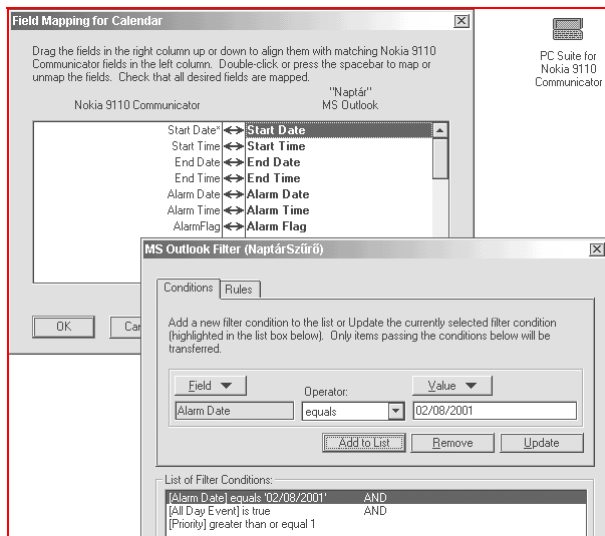 Field Mapping for Calendar
Drag the fields in the right column up or down to align them with matching Nokia 9110
Communicator fields in the left column. Double-click or press the spacebar to map or
unmap the fields. Check that all desired fields are mapped.
"Naptár"
Nokia 9110 Communicator MS Outlook
Start Date* Start Date
Start Time Start Time
End Date End Date
End Time End Time
Alarm Date Alarm Date
Alarm Time Alarm Time
AlarmFlag Alarm Flag
OK Can
PC Suite for
Nokia 9110
Communicator
MS Outlook Filter (NaptárSzűrő)
Conditions Rules
Add a new filter condition to the list or Update the currently selected filter condition
(highlighted in the list box below). Only items passing the conditions below will be
transferred.
Field Operator: Value
Alarm Date equals 02/08/2001
Add to List Remove Update
List of Filter Conditions:
[Alarm Date] equals '02/08/2001' AND
[All Day Event] is true AND
[Priority] greater than or equal 1